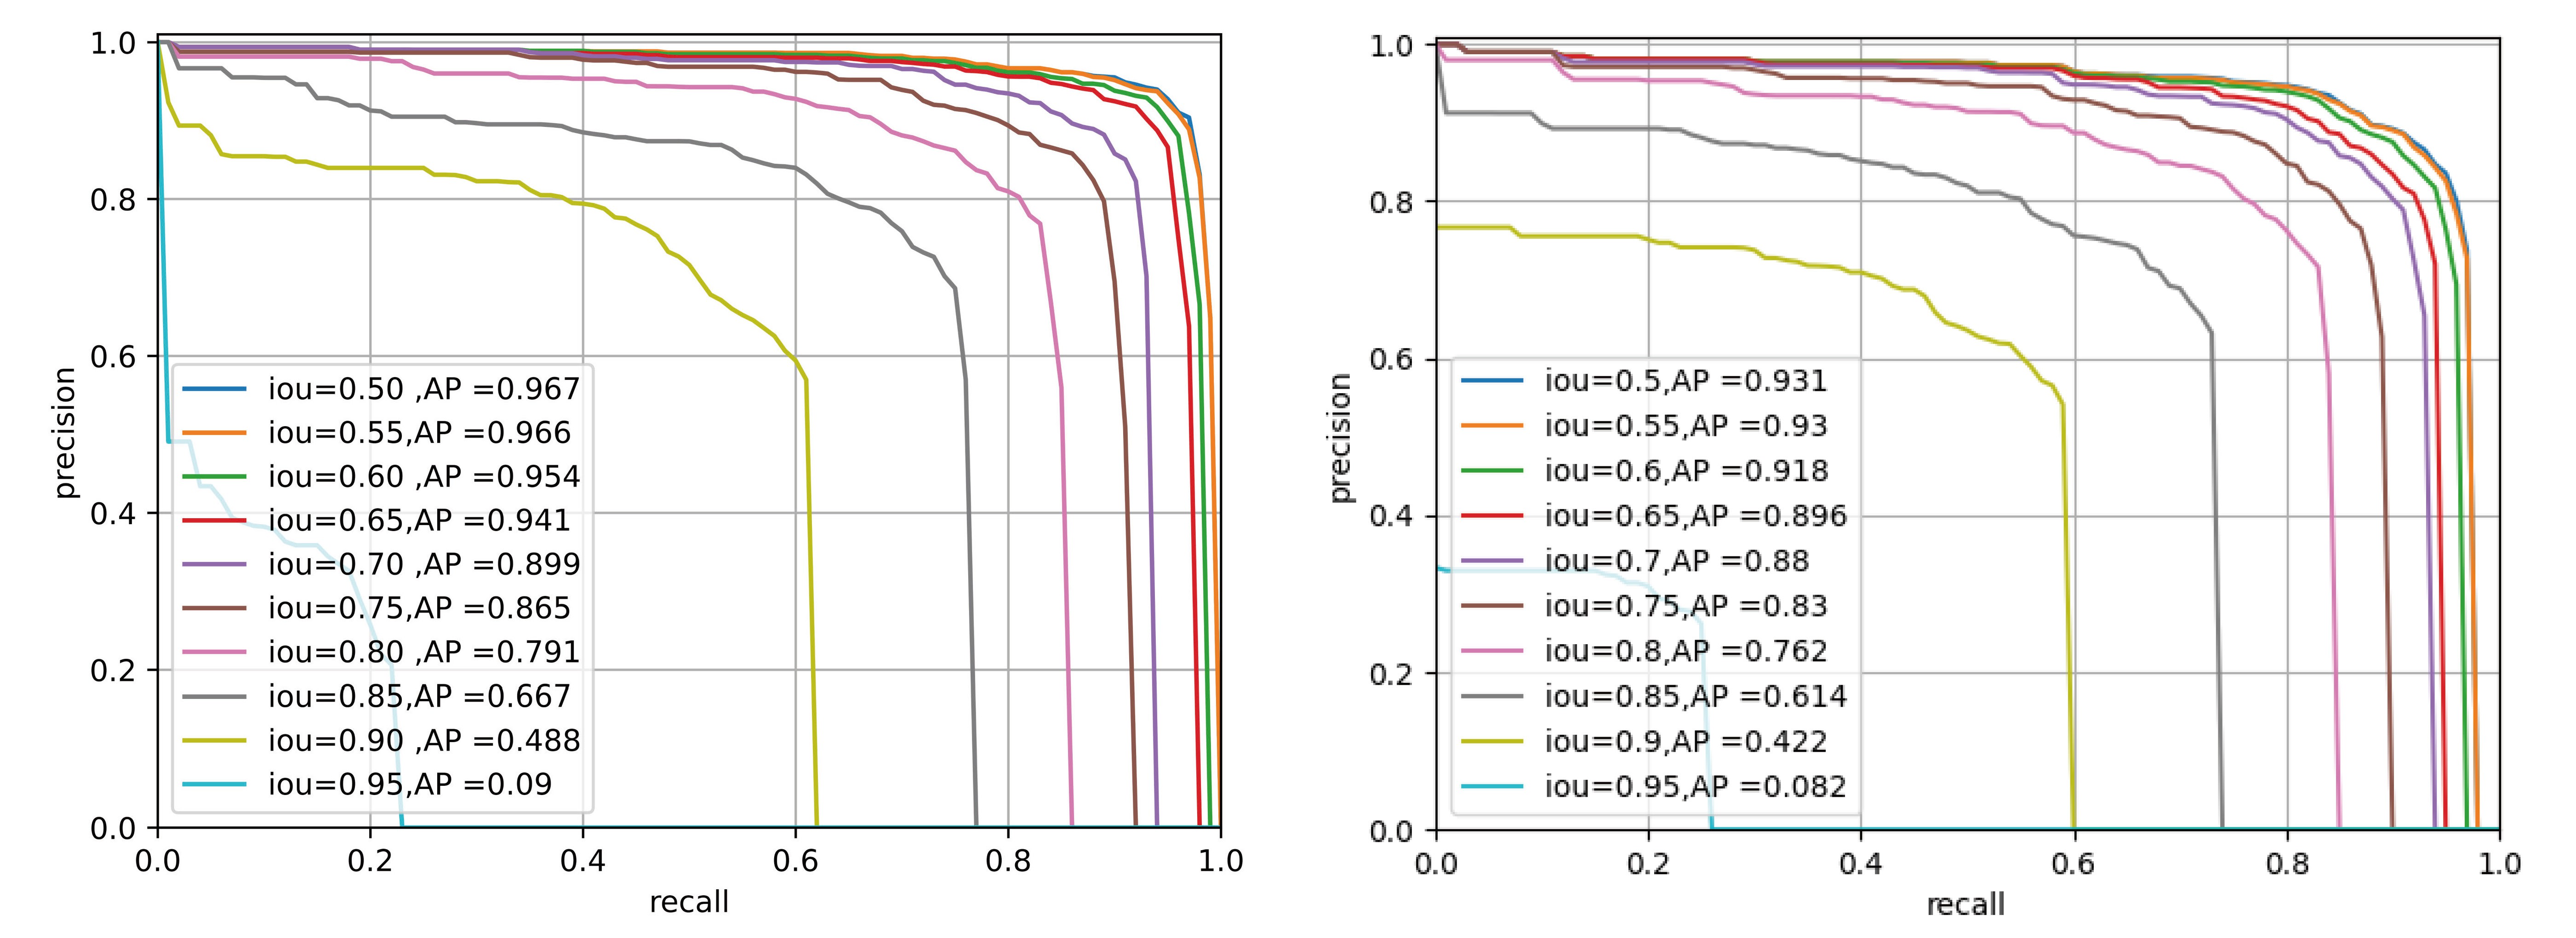 1.0
0.8
0.6
0.4
0.2
0.0
precision
iou=0.50 ,AP =0.967
iou=0.55,AP =0.966
iou=0.60 ,AP =0.954
iou=0.65,AP =0.941
iou=0.70 ,AP =0.899
iou=0.75,AP =0.865
iou=0.80 ,AP =0.791
iou=0.85,AP =0.667
iou=0.90 ,AP =0.488
iou=0.95,AP =0.09
0.0 0.2 0.4 0.6 0.8 1.0
recall
1.0
0.8
0.6
0.4
0.2
0.0
precision
iou=0.5,AP =0.931
iou=0.55,AP =0.93
iou=0.6,AP =0.918
iou=0.65,AP =0.896
iou=0.7,AP =0.88
iou=0.75,AP =0.83
iou=0.8,AP =0.762
iou=0.85,AP =0.614
iou=0.9,AP =0.422
iou=0.95,AP =0.082
0.0 0.2 0.4 0.6 0.8 1.0
recall